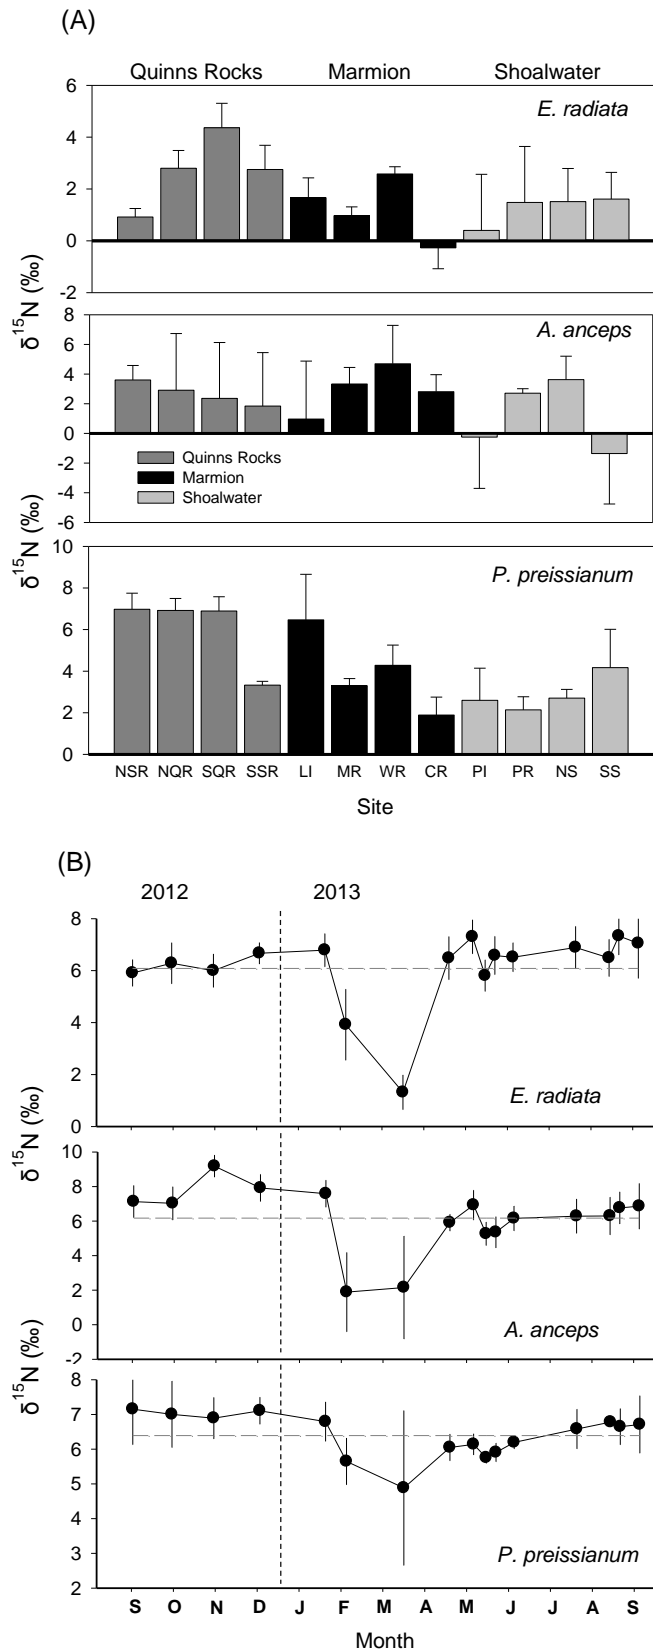 (A)
Quinns Rocks Marmion Shoalwater
E. radiata
6
4
2
0
-2
δ15N (‰)
A. anceps
8
6
4
2
0
-2
-4
-6
Quinns Rocks
Marmion
Shoalwater
δ15N (‰)
P. preissianum
10
8
6
4
2
0
NSR NQR SQR SSR LI MR WR CR PI PR NS SS
Site
(B)
2012 2013
8
6
4
2
0
E. radiata
δ15N (‰)
10
8
6
4
2
0
-2
A. anceps
δ15N (‰)
8
7
6
5
4
3
2
P. preissianum
S O N D J F M A M J J A S
Month